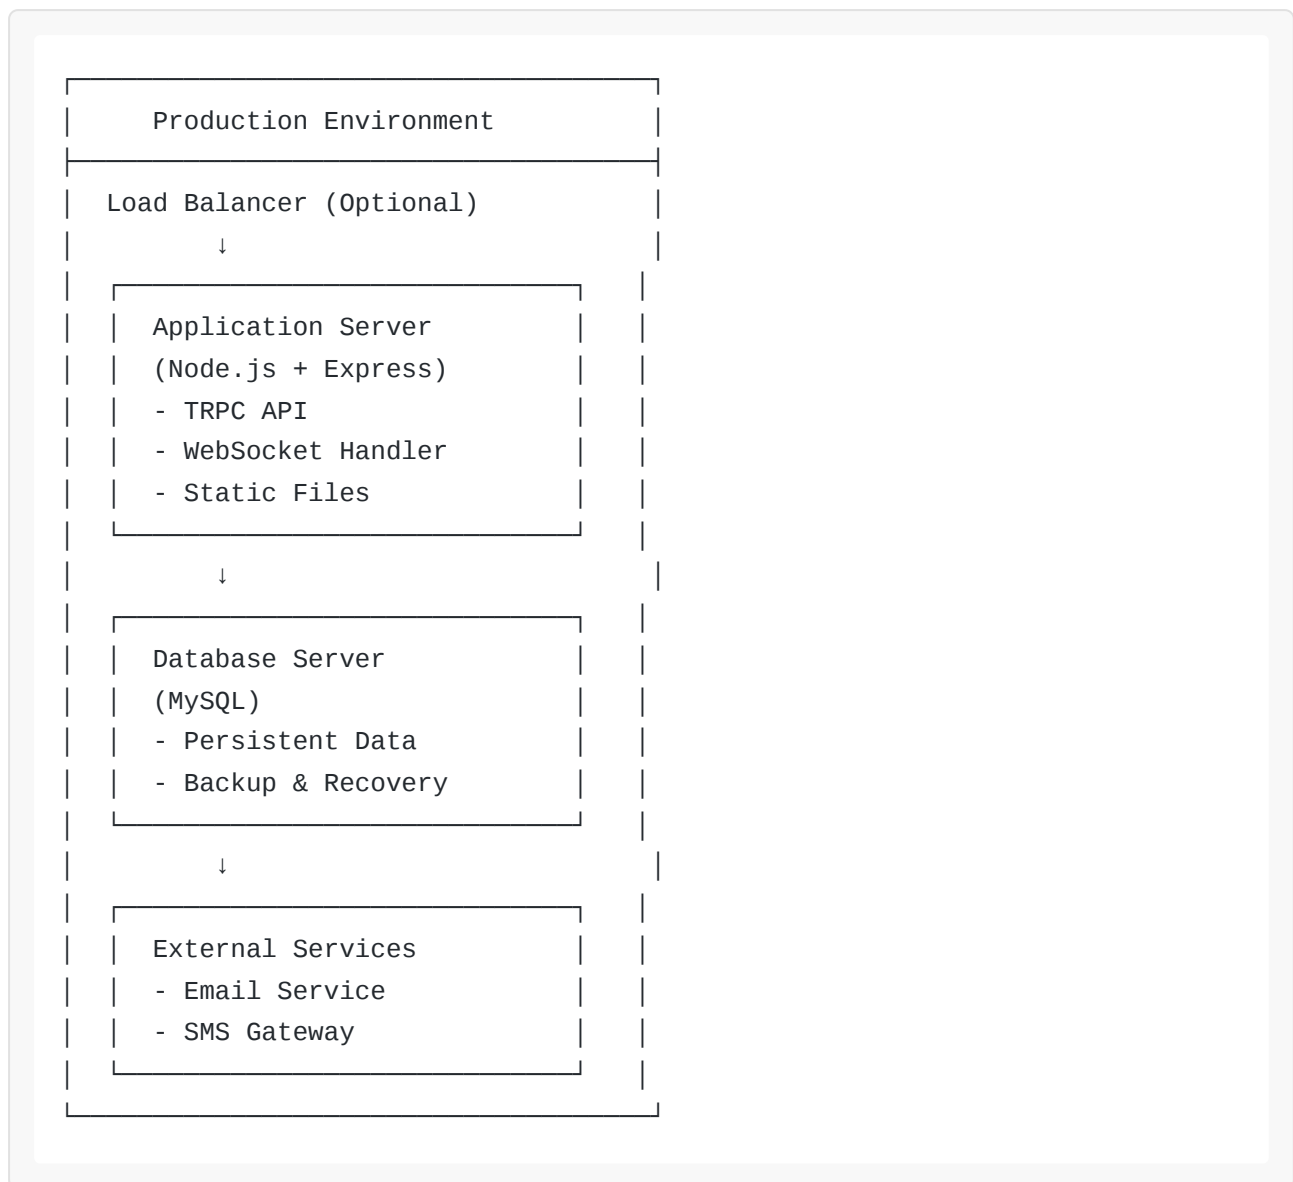 Production Environment
Load Balancer (Optional)
↓
Application Server
(Node.js + Express)
- TRPC API
- WebSocket Handler
- Static Files
↓
Database Server
(MySQL)
- Persistent Data
- Backup & Recovery
↓
External Services
- Email Service
- SMS Gateway